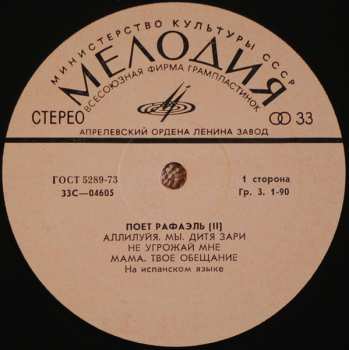 МИНИСТЕРСТВО КУЛЬТУРЫ СССР
МЕЛОДИЯ
ВСЕСОЮЗНАЯ ФИРМА ГРАМПЛАСТИНОК
СТЕРЕО
33
АПРЕЛЕВСКИЙ ОРДЕНА ЛЕНИНА ЗАВОД
ГОСТ 5289-73
1 сторона
33С—04605
Гр. 3. 1-90
ПОЕТ РАФАЭЛЬ [II]
АЛЛИЛУЙЯ. МЫ. ДИТЯ ЗАРИ
НЕ УГРОЖАЙ МНЕ
МАМА. ТВОЕ ОБЕЩАНИЕ
На испанском языке